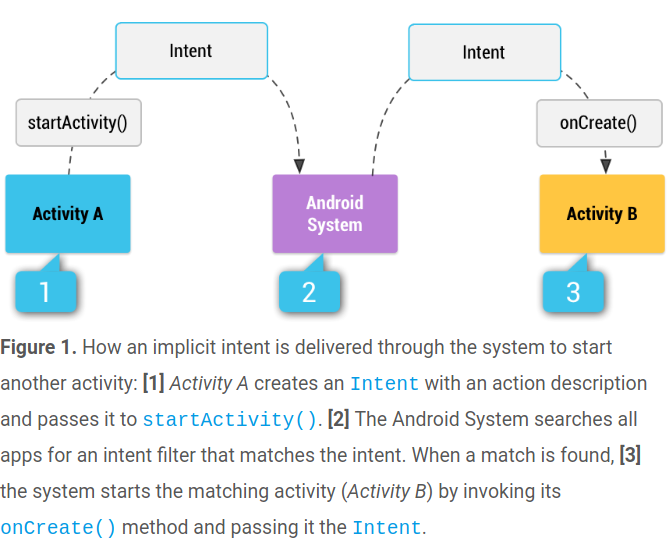 Intent
Intent
startActivity()
onCreate()
Activity A
Android
System
Activity B
1
2
3
Figure 1. How an implicit intent is delivered through the system to start
another activity: [1] Activity A creates an Intent with an action description
and passes it to startActivity(). [2] The Android System searches all
apps for an intent filter that matches the intent. When a match is found, [3]
the system starts the matching activity (Activity B) by invoking its
onCreate() method and passing it the Intent.